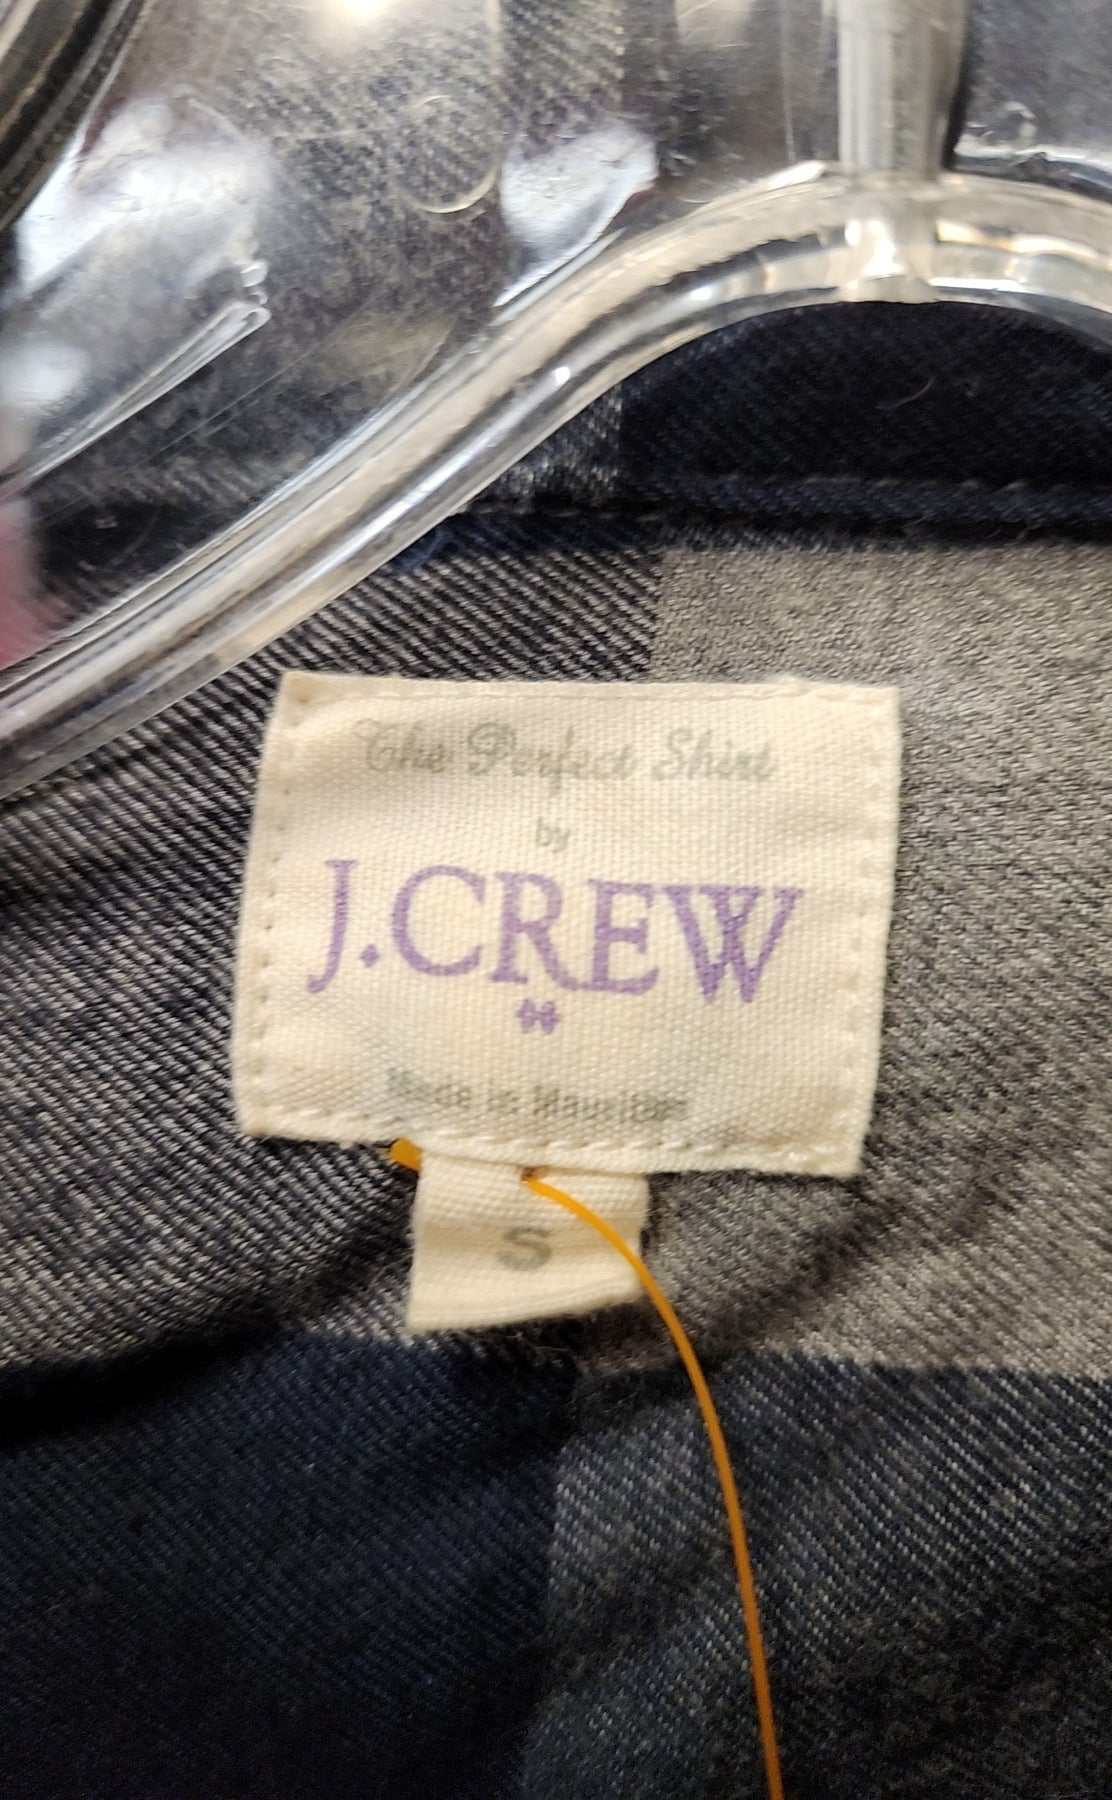 The Perfect Shirt
by
J.CREW
Made in Mauritius
S